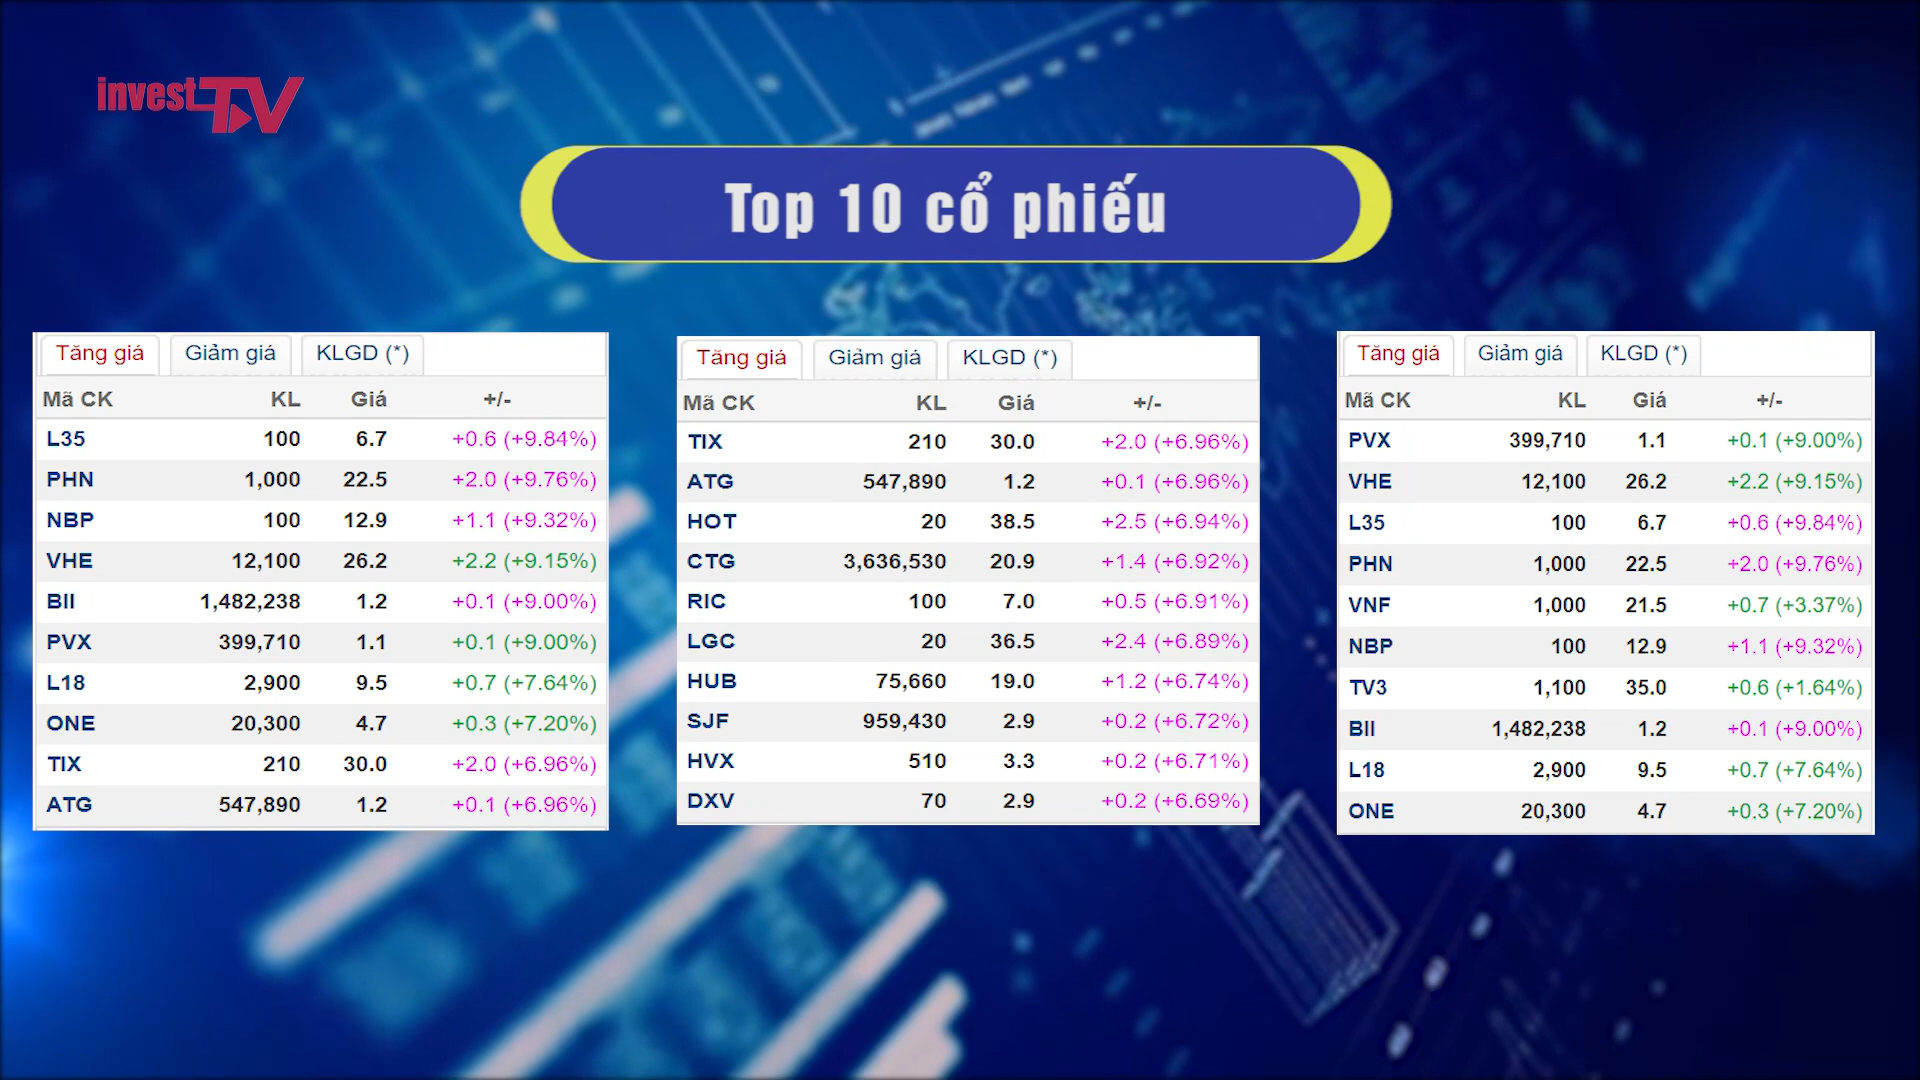 investTV
Top 10 cổ phiếu
Tăng giá Giảm giá KLGD (*)
Mã CK KL Giá +/-
L35 100 6.7 +0.6 (+9.84%)
PHN 1,000 22.5 +2.0 (+9.76%)
NBP 100 12.9 +1.1 (+9.32%)
VHE 12,100 26.2 +2.2 (+9.15%)
BII 1,482,238 1.2 +0.1 (+9.00%)
PVX 399,710 1.1 +0.1 (+9.00%)
L18 2,900 9.5 +0.7 (+7.64%)
ONE 20,300 4.7 +0.3 (+7.20%)
TIX 210 30.0 +2.0 (+6.96%)
ATG 547,890 1.2 +0.1 (+6.96%)
Tăng giá Giảm giá KLGD (*)
Mã CK KL Giá +/-
TIX 210 30.0 +2.0 (+6.96%)
ATG 547,890 1.2 +0.1 (+6.96%)
HOT 20 38.5 +2.5 (+6.94%)
CTG 3,636,530 20.9 +1.4 (+6.92%)
RIC 100 7.0 +0.5 (+6.91%)
LGC 20 36.5 +2.4 (+6.89%)
HUB 75,660 19.0 +1.2 (+6.74%)
SJF 959,430 2.9 +0.2 (+6.72%)
HVX 510 3.3 +0.2 (+6.71%)
DXV 70 2.9 +0.2 (+6.69%)
Tăng giá Giảm giá KLGD (*)
Mã CK KL Giá +/-
PVX 399,710 1.1 +0.1 (+9.00%)
VHE 12,100 26.2 +2.2 (+9.15%)
L35 100 6.7 +0.6 (+9.84%)
PHN 1,000 22.5 +2.0 (+9.76%)
VNF 1,000 21.5 +0.7 (+3.37%)
NBP 100 12.9 +1.1 (+9.32%)
TV3 1,100 35.0 +0.6 (+1.64%)
BII 1,482,238 1.2 +0.1 (+9.00%)
L18 2,900 9.5 +0.7 (+7.64%)
ONE 20,300 4.7 +0.3 (+7.20%)